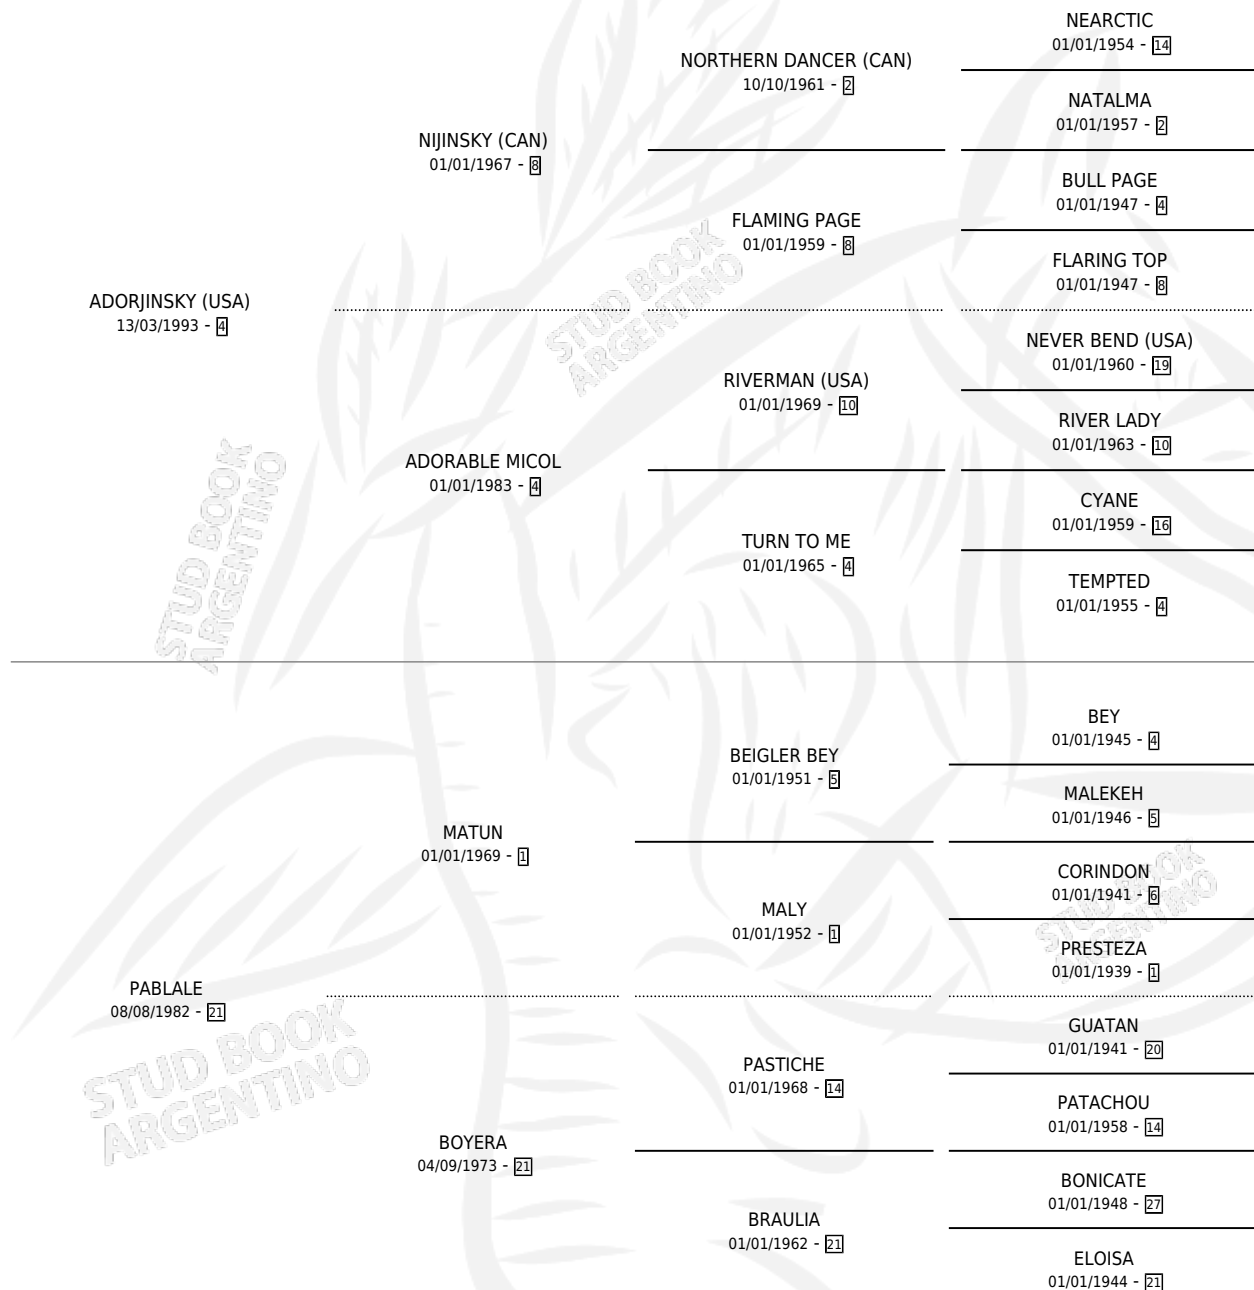 NEARCTIC
01/01/1954 - 14
NORTHERN DANCER (CAN)
10/10/1961 - 2
NATALMA
01/01/1957 - 2
NIJINSKY (CAN)
01/01/1967 - 8
BULL PAGE
01/01/1947 - 4
FLAMING PAGE
01/01/1959 - 8
FLARING TOP
01/01/1947 - 8
ADORJINSKY (USA)
13/03/1993 - 4
NEVER BEND (USA)
01/01/1960 - 19
RIVERMAN (USA)
01/01/1969 - 10
RIVER LADY
01/01/1963 - 10
ADORABLE MICOL
01/01/1983 - 4
CYANE
01/01/1959 - 16
TURN TO ME
01/01/1965 - 4
TEMPTED
01/01/1955 - 4
BEY
01/01/1945 - 4
BEIGLER BEY
01/01/1951 - 5
MALEKEH
01/01/1946 - 5
MATUN
01/01/1969 - 1
CORINDON
01/01/1941 - 6
MALY
01/01/1952 - 1
PRESTEZA
01/01/1939 - 1
PABLALE
08/08/1982 - 21
GUATAN
01/01/1941 - 20
PASTICHE
01/01/1968 - 14
PATACHOU
01/01/1958 - 14
BOYERA
04/09/1973 - 21
BONICATE
01/01/1948 - 27
BRAULIA
01/01/1962 - 21
ELOISA
01/01/1944 - 21
STUD BOOK
ARGENTINO
STUD BOOK
ARGENTINO
STUD BOOK
ARGENTINO
STUD BOOK
ARGENTINO